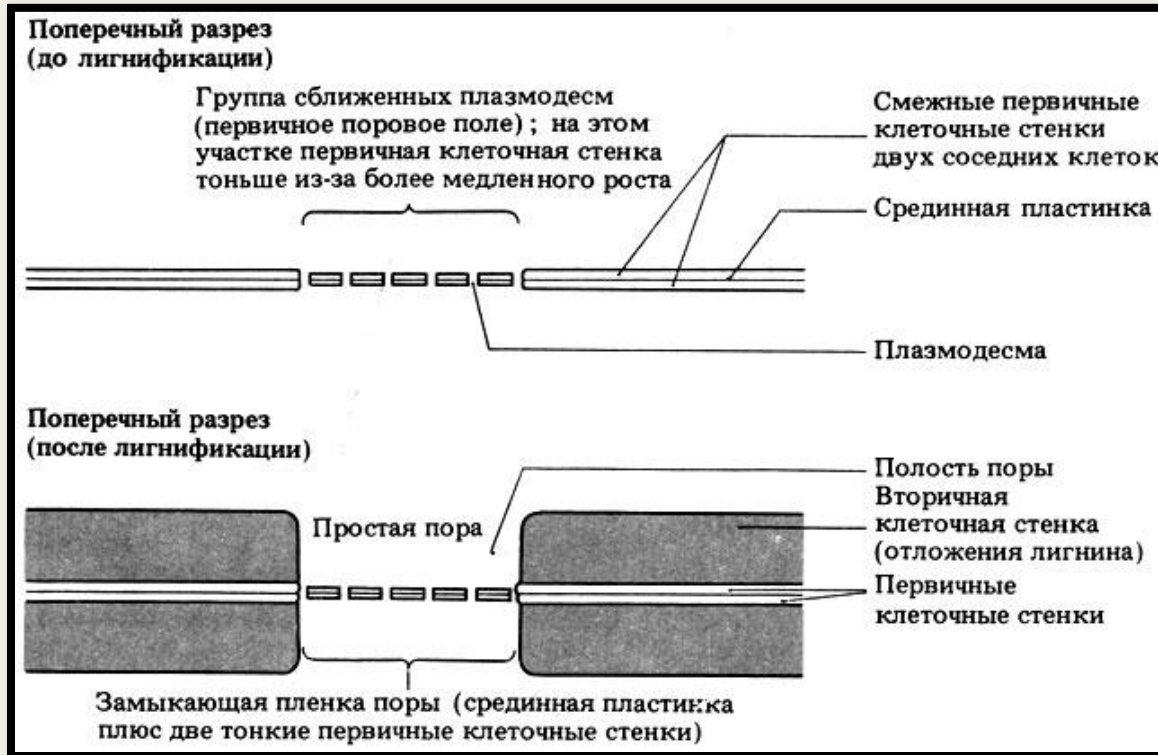 Поперечный разрез
(до лигнификации)
Группа сближенных плазмодесм
(первичное поровое поле) ; на этом
участке первичная клеточная стенка
тоньше из-за более медленного роста
Смежные первичные
клеточные стенки
двух соседних клеток
Срединная пластинка
Плазмодесма
Поперечный разрез
(после лигнификации)
Простая пора
Полость поры
Вторичная
клеточная стенка
(отложения лигнина)
Первичные
клеточные стенки
Замыкающая пленка поры (срединная пластинка
плюс две тонкие первичные клеточные стенки)